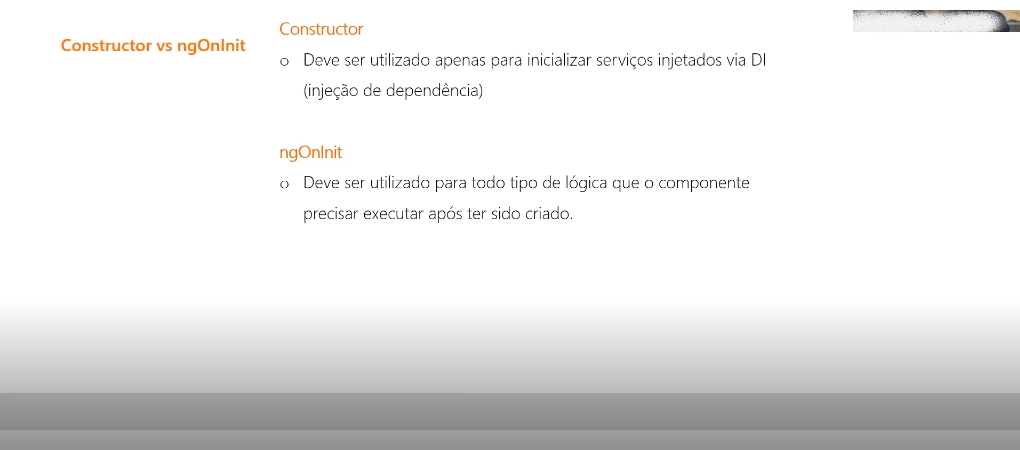 Constructor vs ngOnInit
Constructor
o Deve ser utilizado apenas para inicializar serviços injetados via DI
(injeção de dependência)
ngOnInit
o Deve ser utilizado para todo tipo de lógica que o componente
precisar executar após ter sido criado.